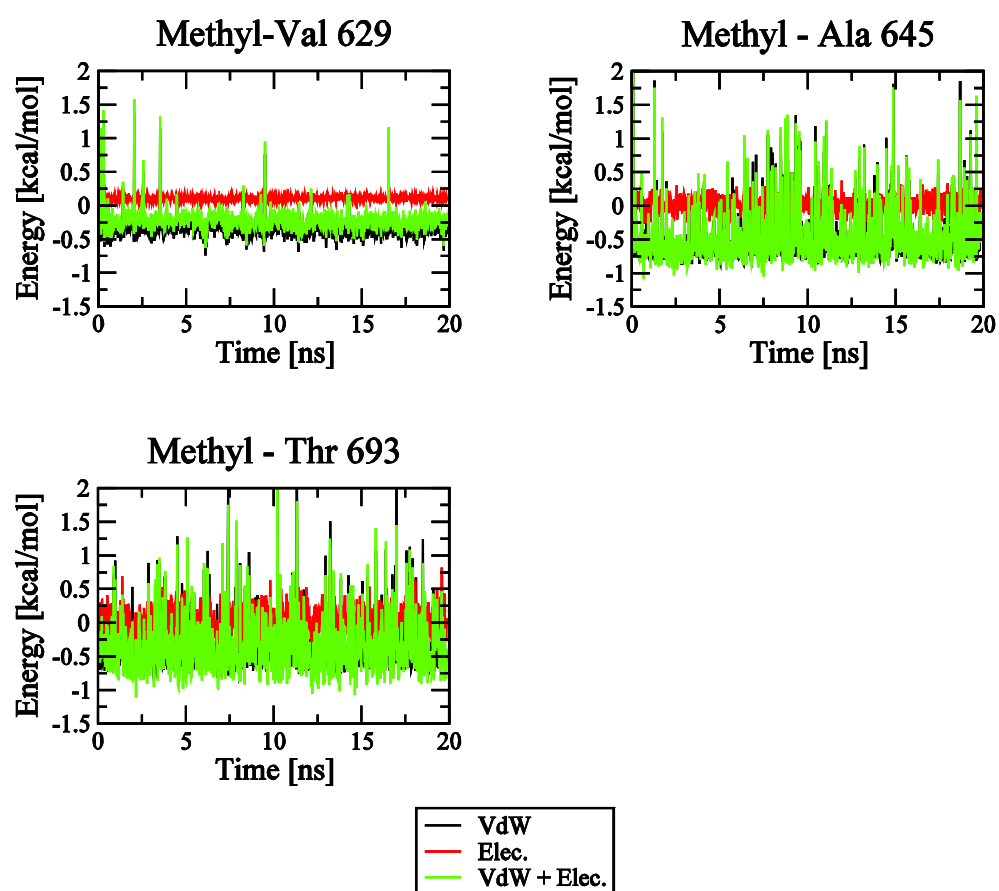 Methyl-Val 629
Energy [kcal/mol]
2
1.5
1
0.5
0
-0.5
-1
-1.5
0 5 10 15 20
Time [ns]
Methyl - Ala 645
Energy [kcal/mol]
2
1.5
1
0.5
0
-0.5
-1
-1.5
0 5 10 15 20
Time [ns]
Methyl - Thr 693
Energy [kcal/mol]
2
1.5
1
0.5
0
-0.5
-1
-1.5
0 5 10 15 20
Time [ns]
VdW
Elec.
VdW + Elec.